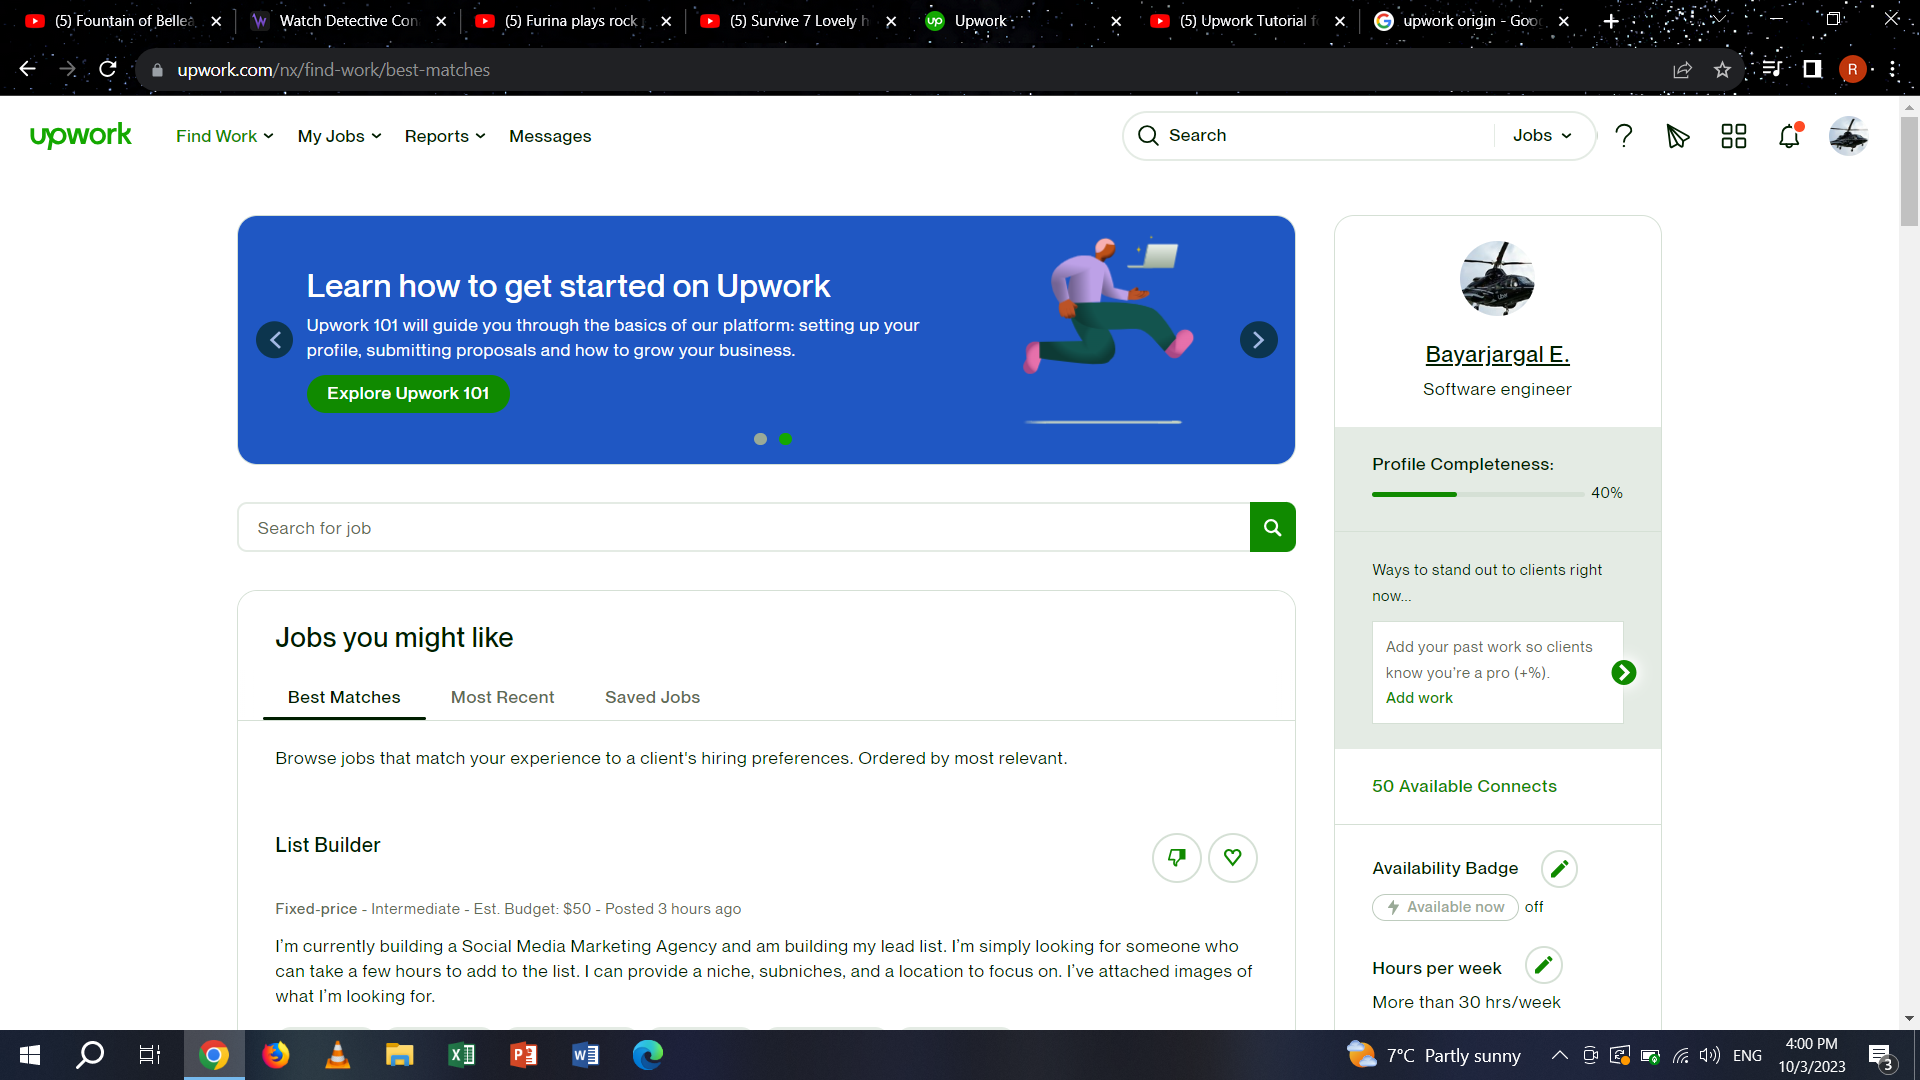 (5) Fountain of Bellea
Watch Detective Con
(5) Furina plays rock
(5) Survive 7 Lovely h
up
Upwork
(5) Upwork Tutorial f
upwork origin - Goo
upwork.com/nx/find-work/best-matches
R
upwork
Find Work
My Jobs
Reports
Messages
Search
Jobs
Learn how to get started on Upwork
Upwork 101 will guide you through the basics of our platform: setting up your
profile, submitting proposals and how to grow your business.
Explore Upwork 101
Bayarjargal E.
Software engineer
Profile Completeness:
40%
Search for job
Ways to stand out to clients right
now...
Add your past work so clients
know you're a pro (+%).
Add work
Jobs you might like
Best Matches
Most Recent
Saved Jobs
Browse jobs that match your experience to a client's hiring preferences. Ordered by most relevant.
50 Available Connects
List Builder
Fixed-price - Intermediate - Est. Budget: $50 - Posted 3 hours ago
I'm currently building a Social Media Marketing Agency and am building my lead list. I'm simply looking for someone who
can take a few hours to add to the list. I can provide a niche, subniches, and a location to focus on. I've attached images of
what I'm looking for.
Availability Badge
Available now
off
Hours per week
More than 30 hrs/week
7°C Partly sunny
ENG
4:00 PM
10/3/2023
3